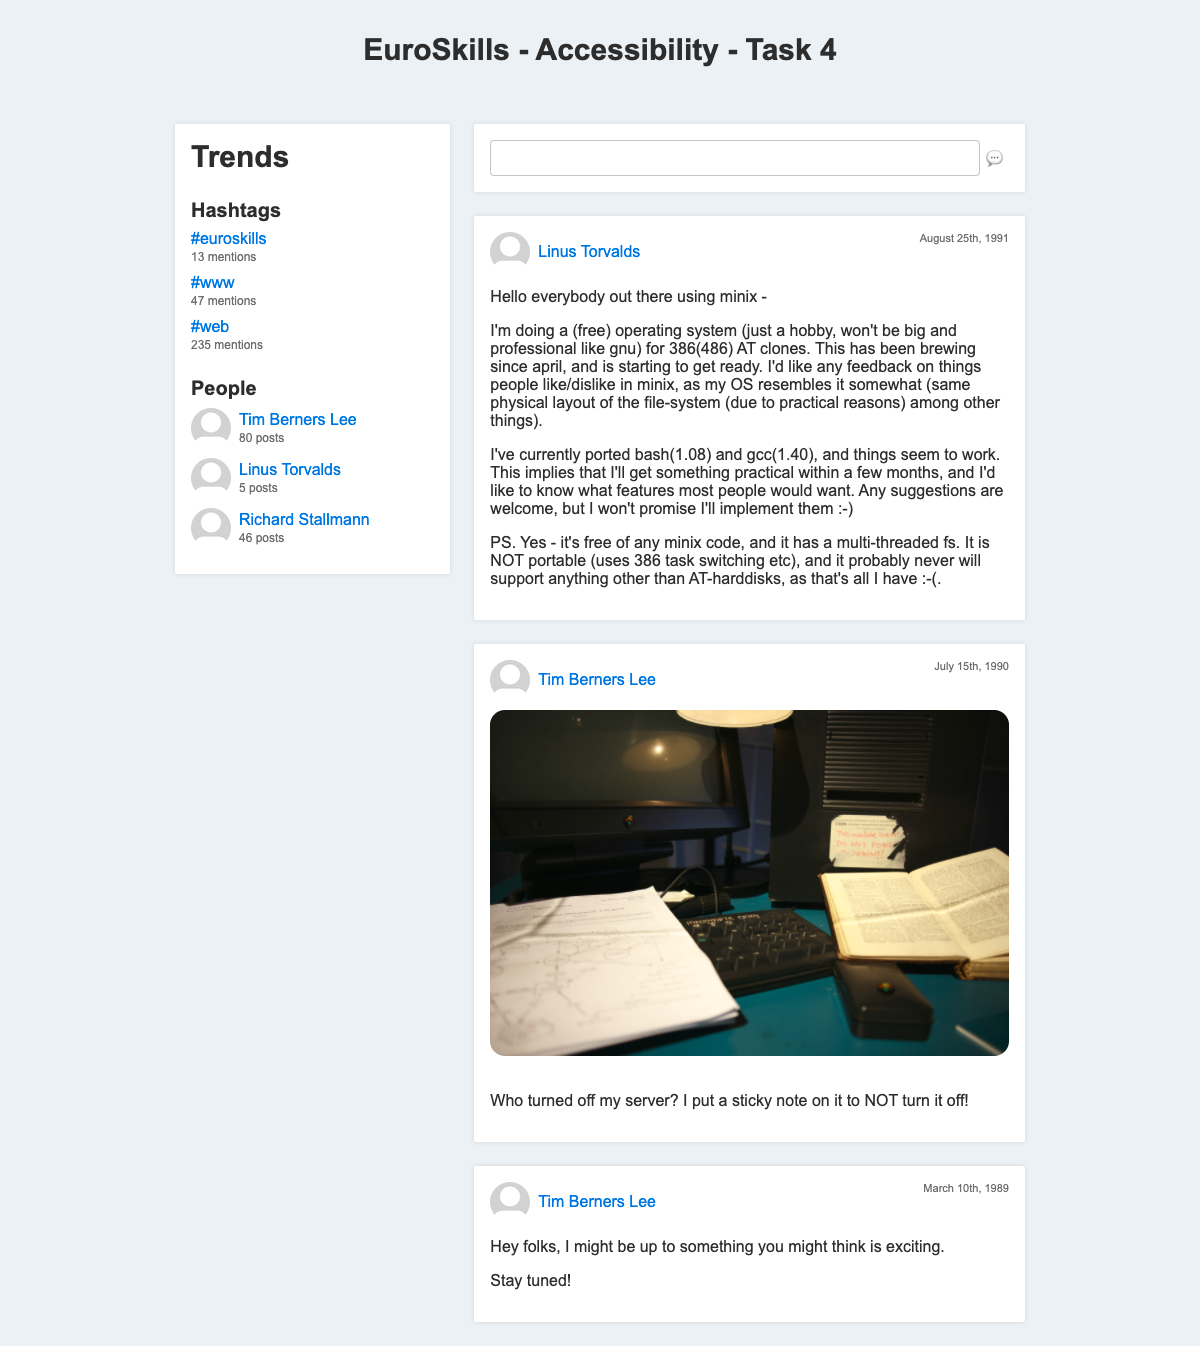 EuroSkills - Accessibility - Task 4
Trends
Hashtags
#euroskills
13 mentions
#www
47 mentions
#web
235 mentions
People
Tim Berners Lee
80 posts
Linus Torvalds
5 posts
Richard Stallmann
46 posts
Linus Torvalds
August 25th, 1991
Hello everybody out there using minix -
I'm doing a (free) operating system (just a hobby, won't be big and
professional like gnu) for 386(486) AT clones. This has been brewing
since april, and is starting to get ready. I'd like any feedback on things
people like/dislike in minix, as my OS resembles it somewhat (same
physical layout of the file-system (due to practical reasons) among other
things).
I've currently ported bash(1.08) and gcc(1.40), and things seem to work.
This implies that I'll get something practical within a few months, and I'd
like to know what features most people would want. Any suggestions are
welcome, but I won't promise I'll implement them :-)
PS. Yes - it's free of any minix code, and it has a multi-threaded fs. It is
NOT portable (uses 386 task switching etc), and it probably never will
support anything other than AT-harddisks, as that's all I have :-(.
Tim Berners Lee
July 15th, 1990
DO NOT POWER
Who turned off my server? I put a sticky note on it to NOT turn it off!
Tim Berners Lee
March 10th, 1989
Hey folks, I might be up to something you might think is exciting.
Stay tuned!